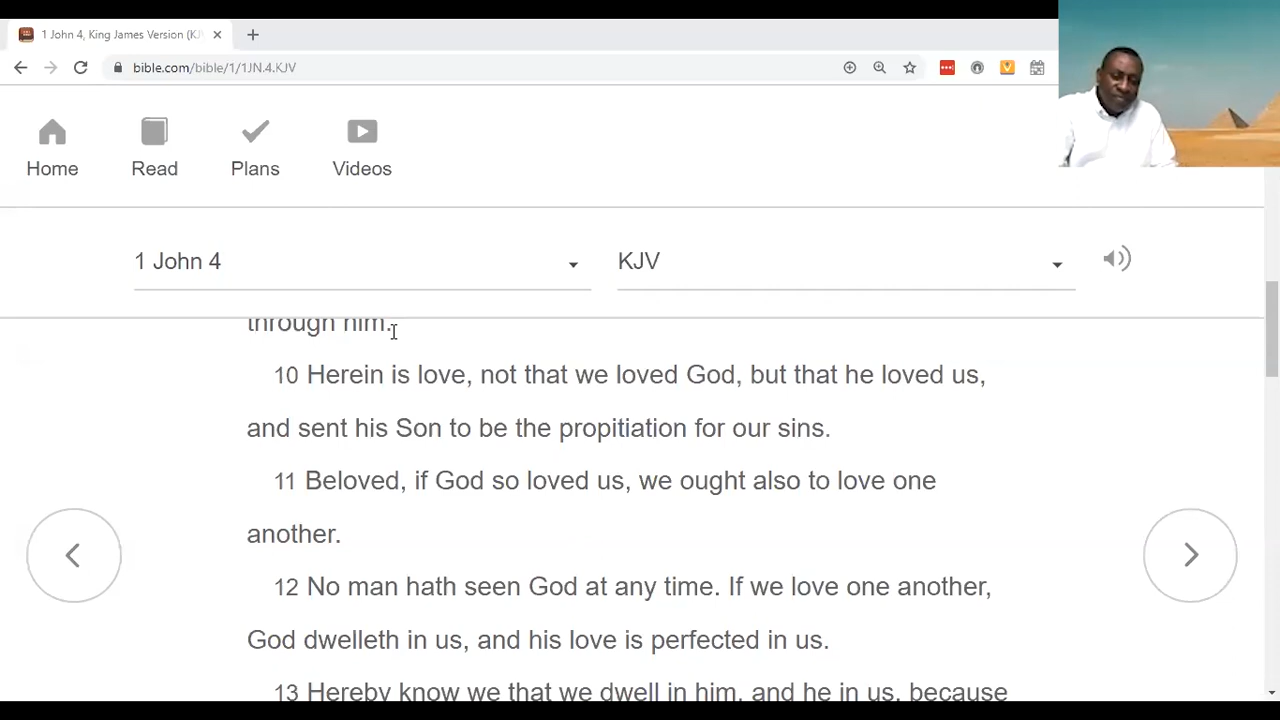 1 John 4, King James Version (KJV
bible.com/bible/1/1JN.4.KJV
Home Read Plans Videos
1 John 4 KJV
through him.
10 Herein is love, not that we loved God, but that he loved us,
and sent his Son to be the propitiation for our sins.
11 Beloved, if God so loved us, we ought also to love one
another.
12 No man hath seen God at any time. If we love one another,
God dwelleth in us, and his love is perfected in us.
13 Hereby know we that we dwell in him, and he in us, because